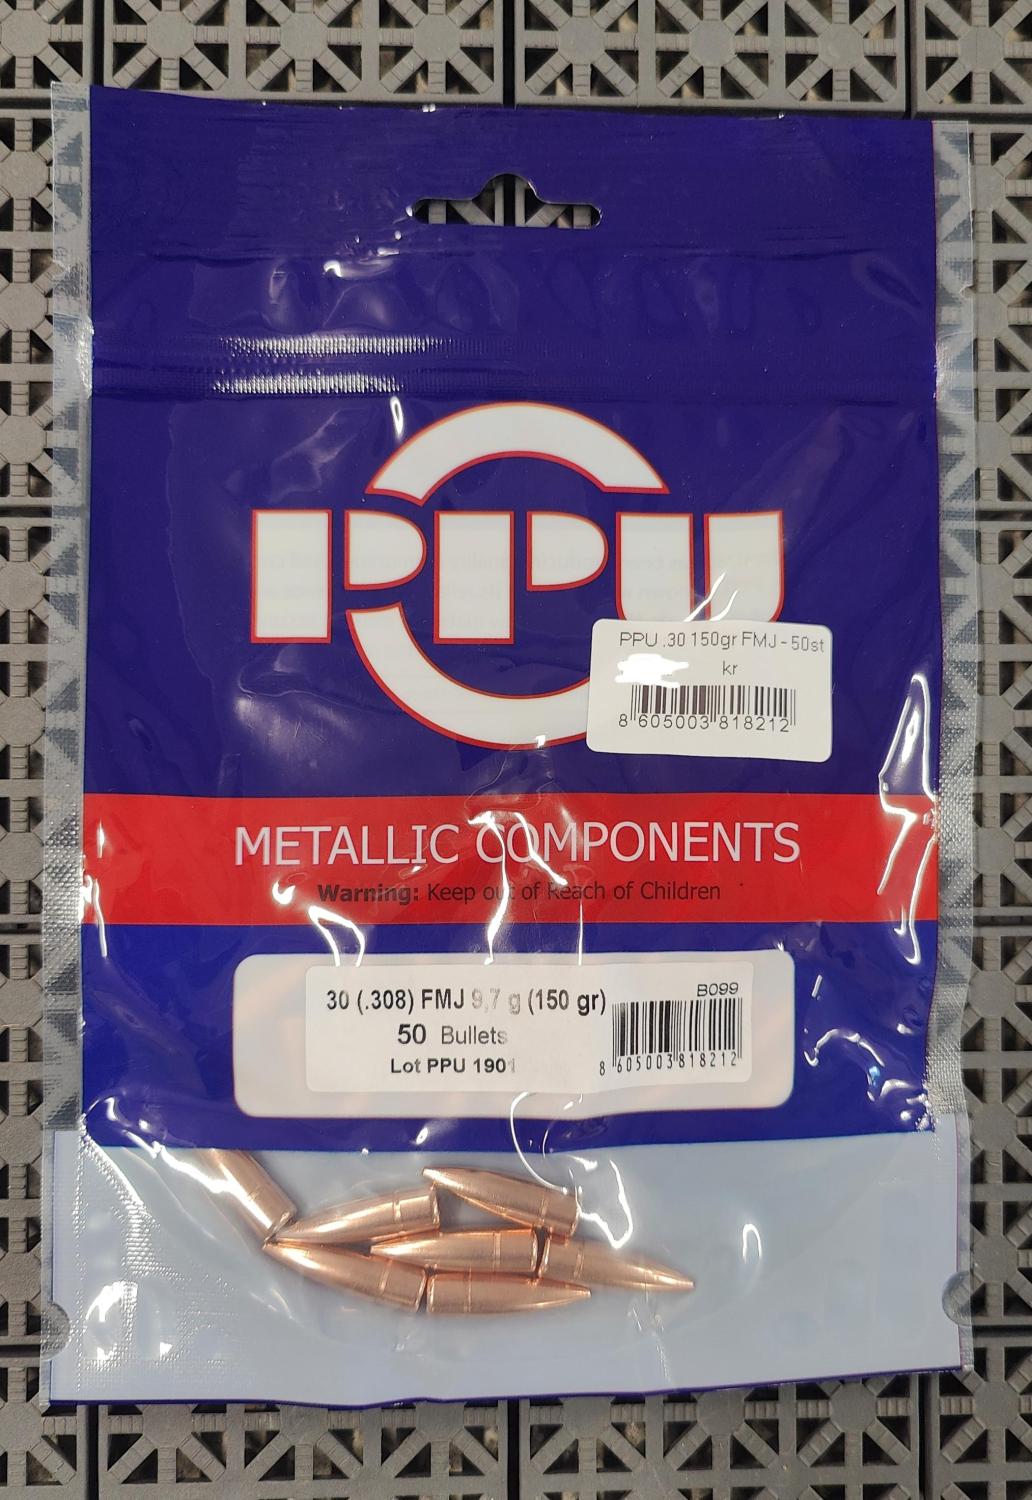 PPU
PPU .30 150gr FMJ - 50st
kr
8 605003 818212
METALLIC COMPONENTS
Warning: Keep out of Reach of Children
30 (.308) FMJ 9,7 g (150 gr)
50 Bullets
Lot PPU 1901
B099
8 605003 818212